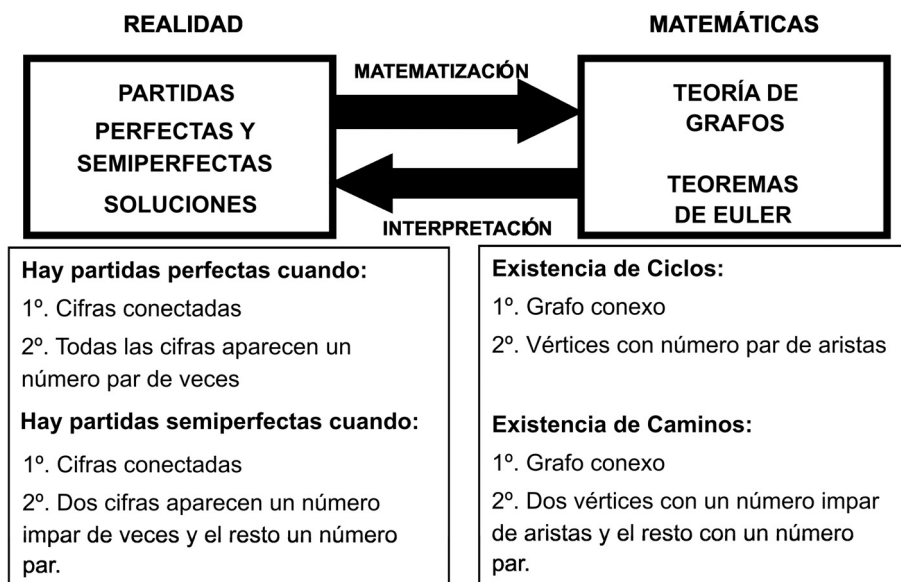 REALIDAD
MATEMÁTICAS
MATEMATIZACIÓN
PARTIDAS
PERFECTAS Y
SEMIPERFECTAS
SOLUCIONES
TEORÍA DE
GRAFOS
TEOREMAS
DE EULER
INTERPRETACIÓN
Hay partidas perfectas cuando:
1º. Cifras conectadas
2º. Todas las cifras aparecen un
número par de veces
Hay partidas semiperfectas cuando:
1º. Cifras conectadas
2º. Dos cifras aparecen un número
impar de veces y el resto un número
par.
Existencia de Ciclos:
1º. Grafo conexo
2º. Vértices con número par de aristas
Existencia de Caminos:
1º. Grafo conexo
2º. Dos vértices con un número impar
de aristas y el resto con un número
par.